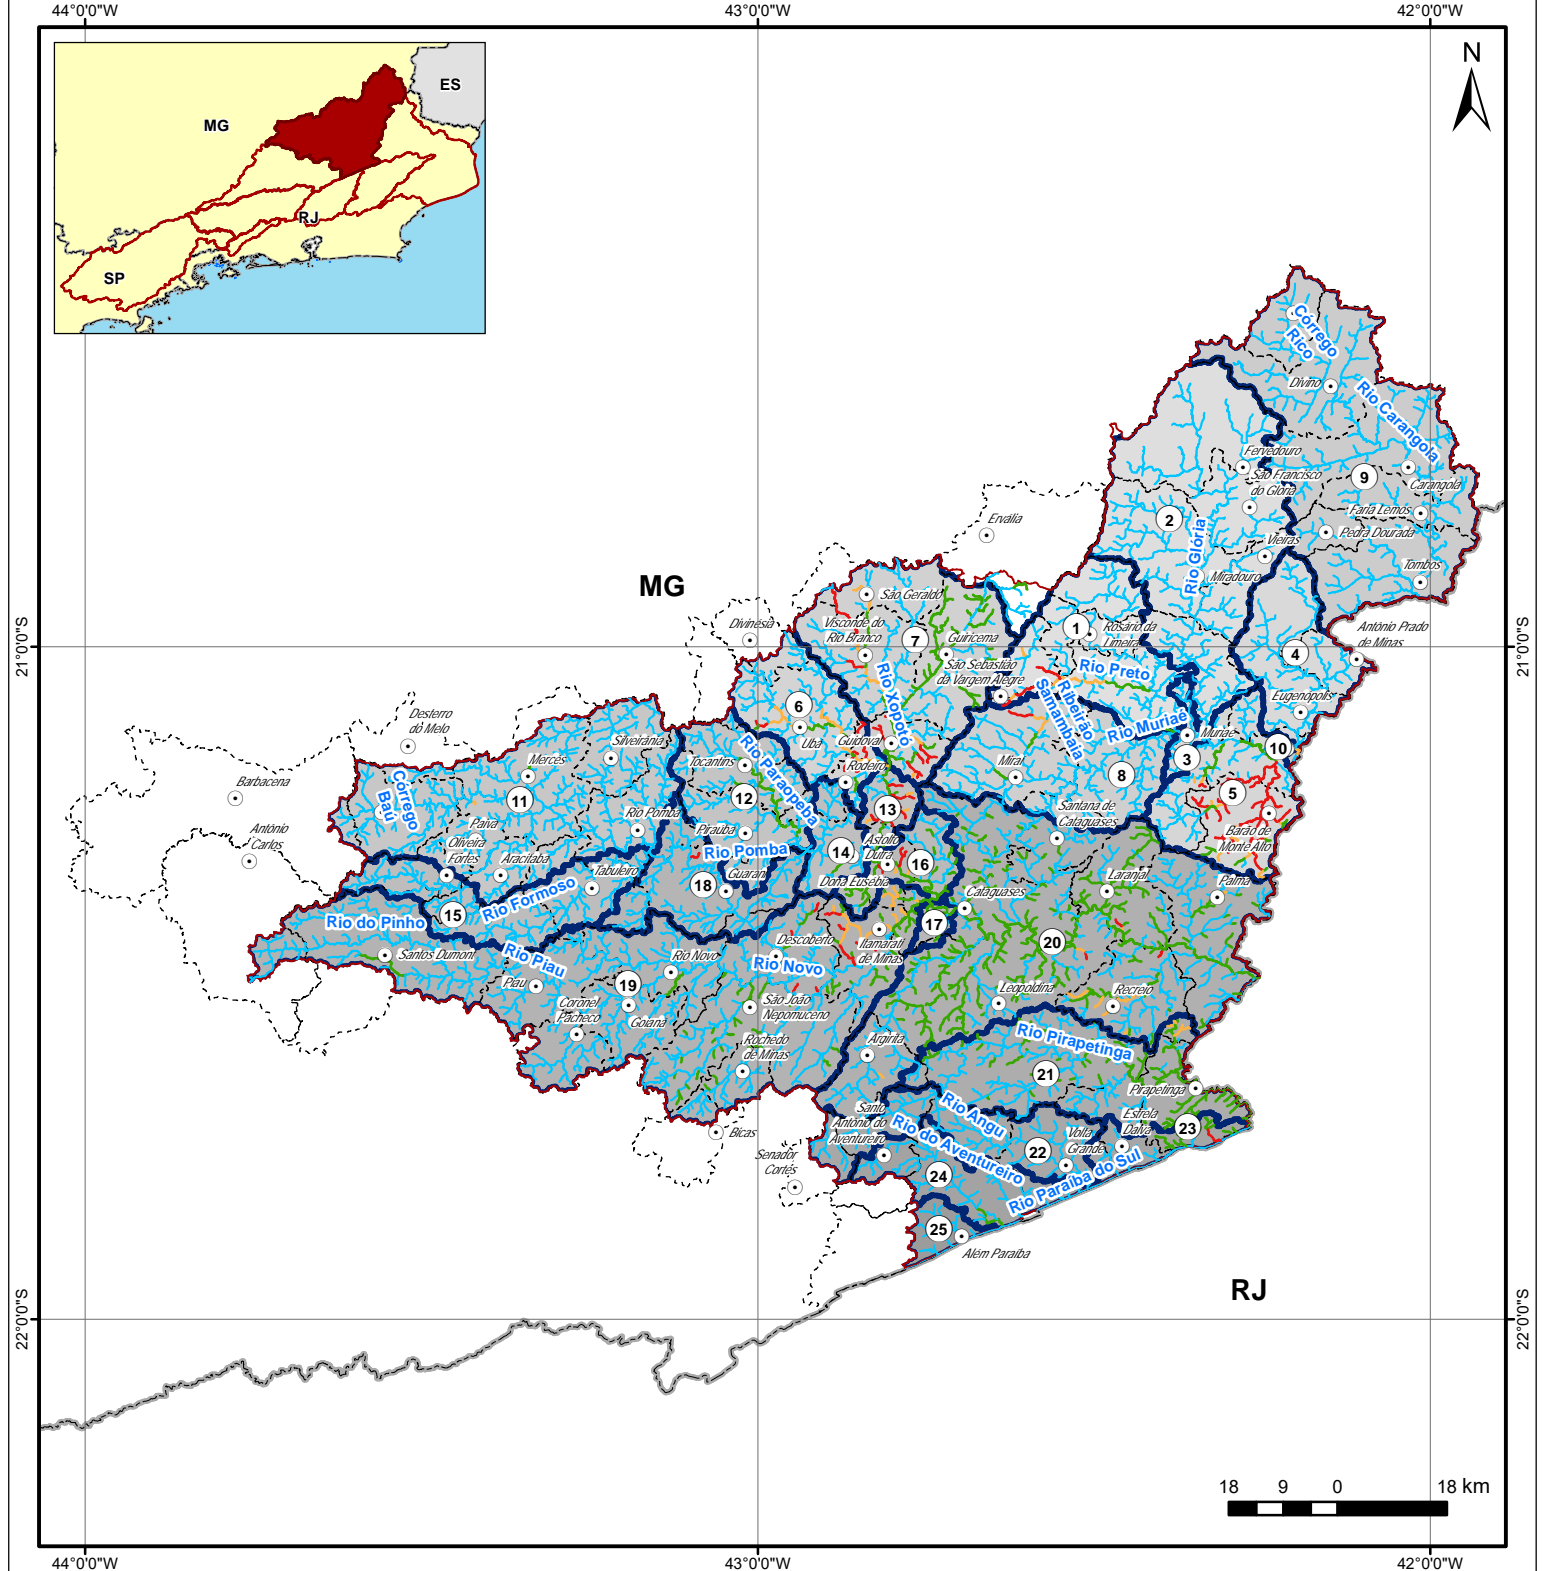 44°0'0"W
43°0'0"W
42°0'0"W
N
ES
MG
RJ
SP
Córrego
Rico
Divino
Rio Carangola
Fervedouro
São Francisco
do Glória
9
Carangola
2
Faria Lemos
Ervália
Rio Glória
Pedra Dourada
Vieiras
MG
Miradouro
Tombos
São Geraldo
Divinésia
Visconde do
Rio Branco
7
Guiricema
1
Rosário da
Limeira
Antônio Prado
de Minas
21°0'0"S
21°0'0"S
4
São Sebastião
da Vargem Alegre
Rio Preto
Rio Xopotó
Ribeirão
Samambaia
Eugenópolis
6
Desterro
do Melo
Rio Muriaé
Muriaé
Ubá
Guidoval
10
Silveirânia
Mercês
Tocantins
Rio Paraopeba
Rodeiro
Miraí
3
8
Córrego
Baú
Barbacena
11
12
13
5
Santana de
Cataguases
Rio Pomba
Paiva
Piraúba
Barão de
Monte Alto
Antônio
Carlos
Oliveira
Fortes
Aracitaba
Rio Pomba
14
Astolfo
Dutra
16
Tabuleiro
Guarani
Dona Eusébia
Laranjal
Palma
18
Cataguases
Rio Formoso
15
Rio do Pinho
17
Itamarati
de Minas
20
Santos Dumont
Rio Piau
Rio Novo
Descoberto
Rio Novo
Piau
19
Leopoldina
Recreio
Coronel
Pacheco
Goianá
São João
Nepomuceno
Rochedo
de Minas
Argirita
Rio Pirapetinga
21
Pirapetinga
Santo
Antônio do
Aventureiro
Rio Angu
Estrela
Dalva
23
Bicas
Volta
Grande
Rio do Aventureiro
22
Senador
Cortês
24
Rio Paraíba do Sul
25
Além Paraíba
RJ
22°0'0"S
22°0'0"S
18 9 0 18 km
44°0'0"W
43°0'0"W
42°0'0"W